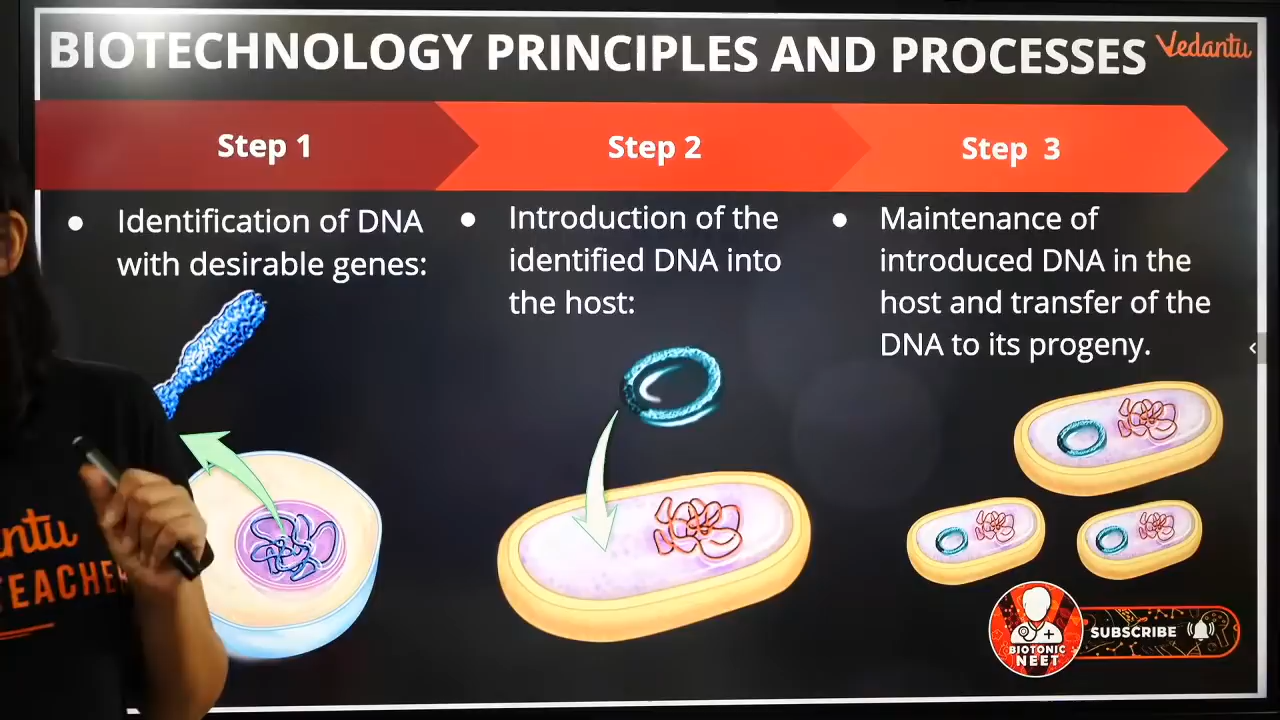 BIOTECHNOLOGY PRINCIPLES AND PROCESSES
Vedantu
Step 1
Step 2
Step 3
● Identification of DNA
with desirable genes:
● Introduction of the
identified DNA into
the host:
● Maintenance of
introduced DNA in the
host and transfer of the
DNA to its progeny.
antu
TEACHER
BIOTONIC
NEET
SUBSCRIBE